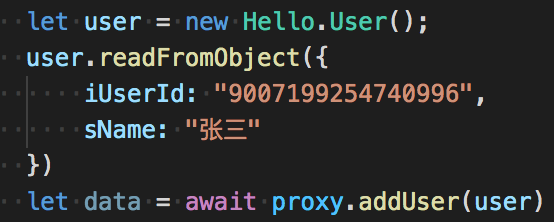 let user = new Hello.User();
user.readFromObject({
iUserId: "9007199254740996",
sName: "张三"
})
let data = await proxy.addUser(user)